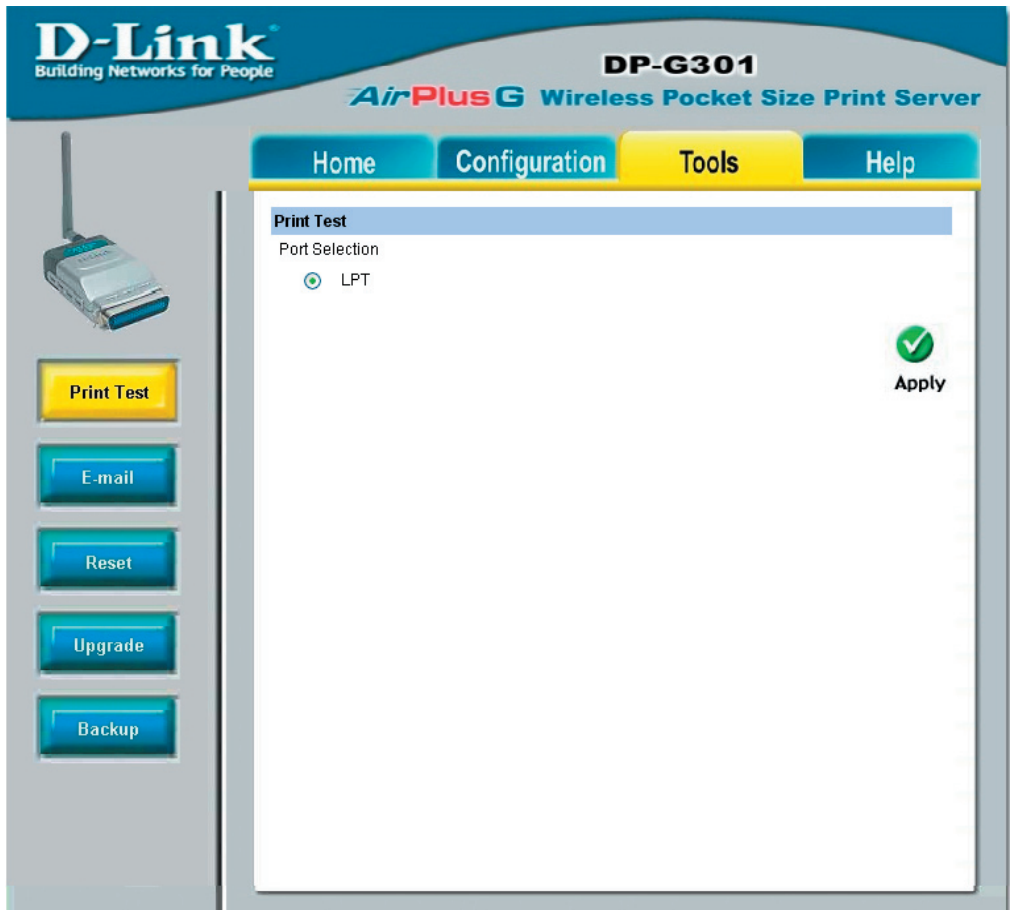 D-Link
Building Networks for People
DP-G301
AirPlus G Wireless Pocket Size Print Server
Home
Configuration
Tools
Help
Print Test
Port Selection
LPT
Apply
Print Test
E-mail
Reset
Upgrade
Backup